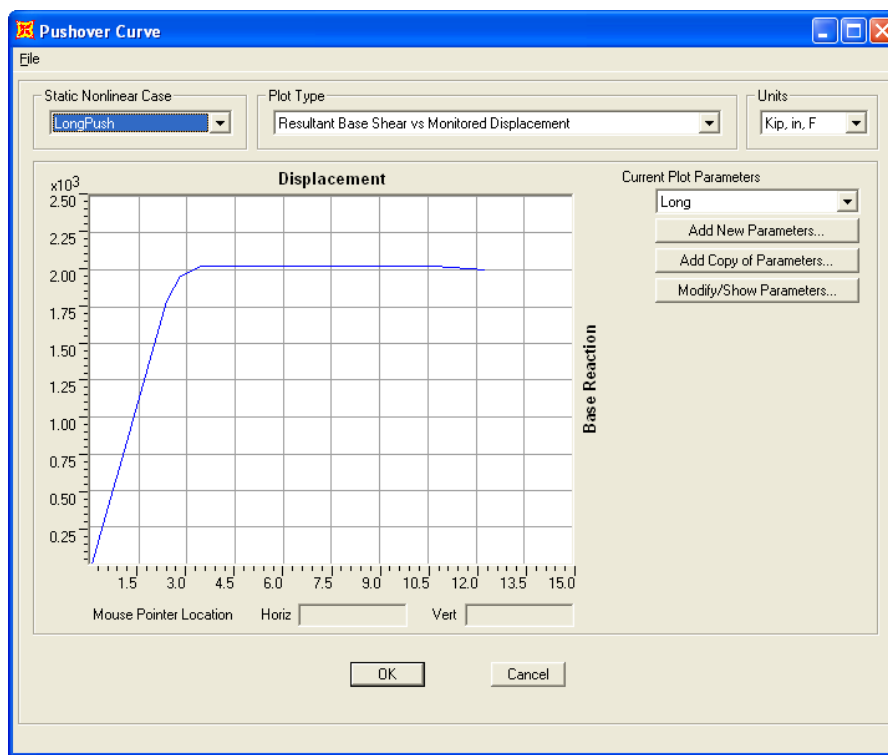 Pushover Curve
File
Static Nonlinear Case
LongPush
Plot Type
Resultant Base Shear vs Monitored Displacement
Units
Kip, in, F
Displacement
x10³
2.50
2.25
2.00
1.75
1.50
1.25
1.00
0.75
0.50
0.25
1.5 3.0 4.5 6.0 7.5 9.0 10.5 12.0 13.5 15.0
Base Reaction
Current Plot Parameters
Long
Add New Parameters...
Add Copy of Parameters...
Modify/Show Parameters...
Mouse Pointer Location Horiz Vert
OK Cancel